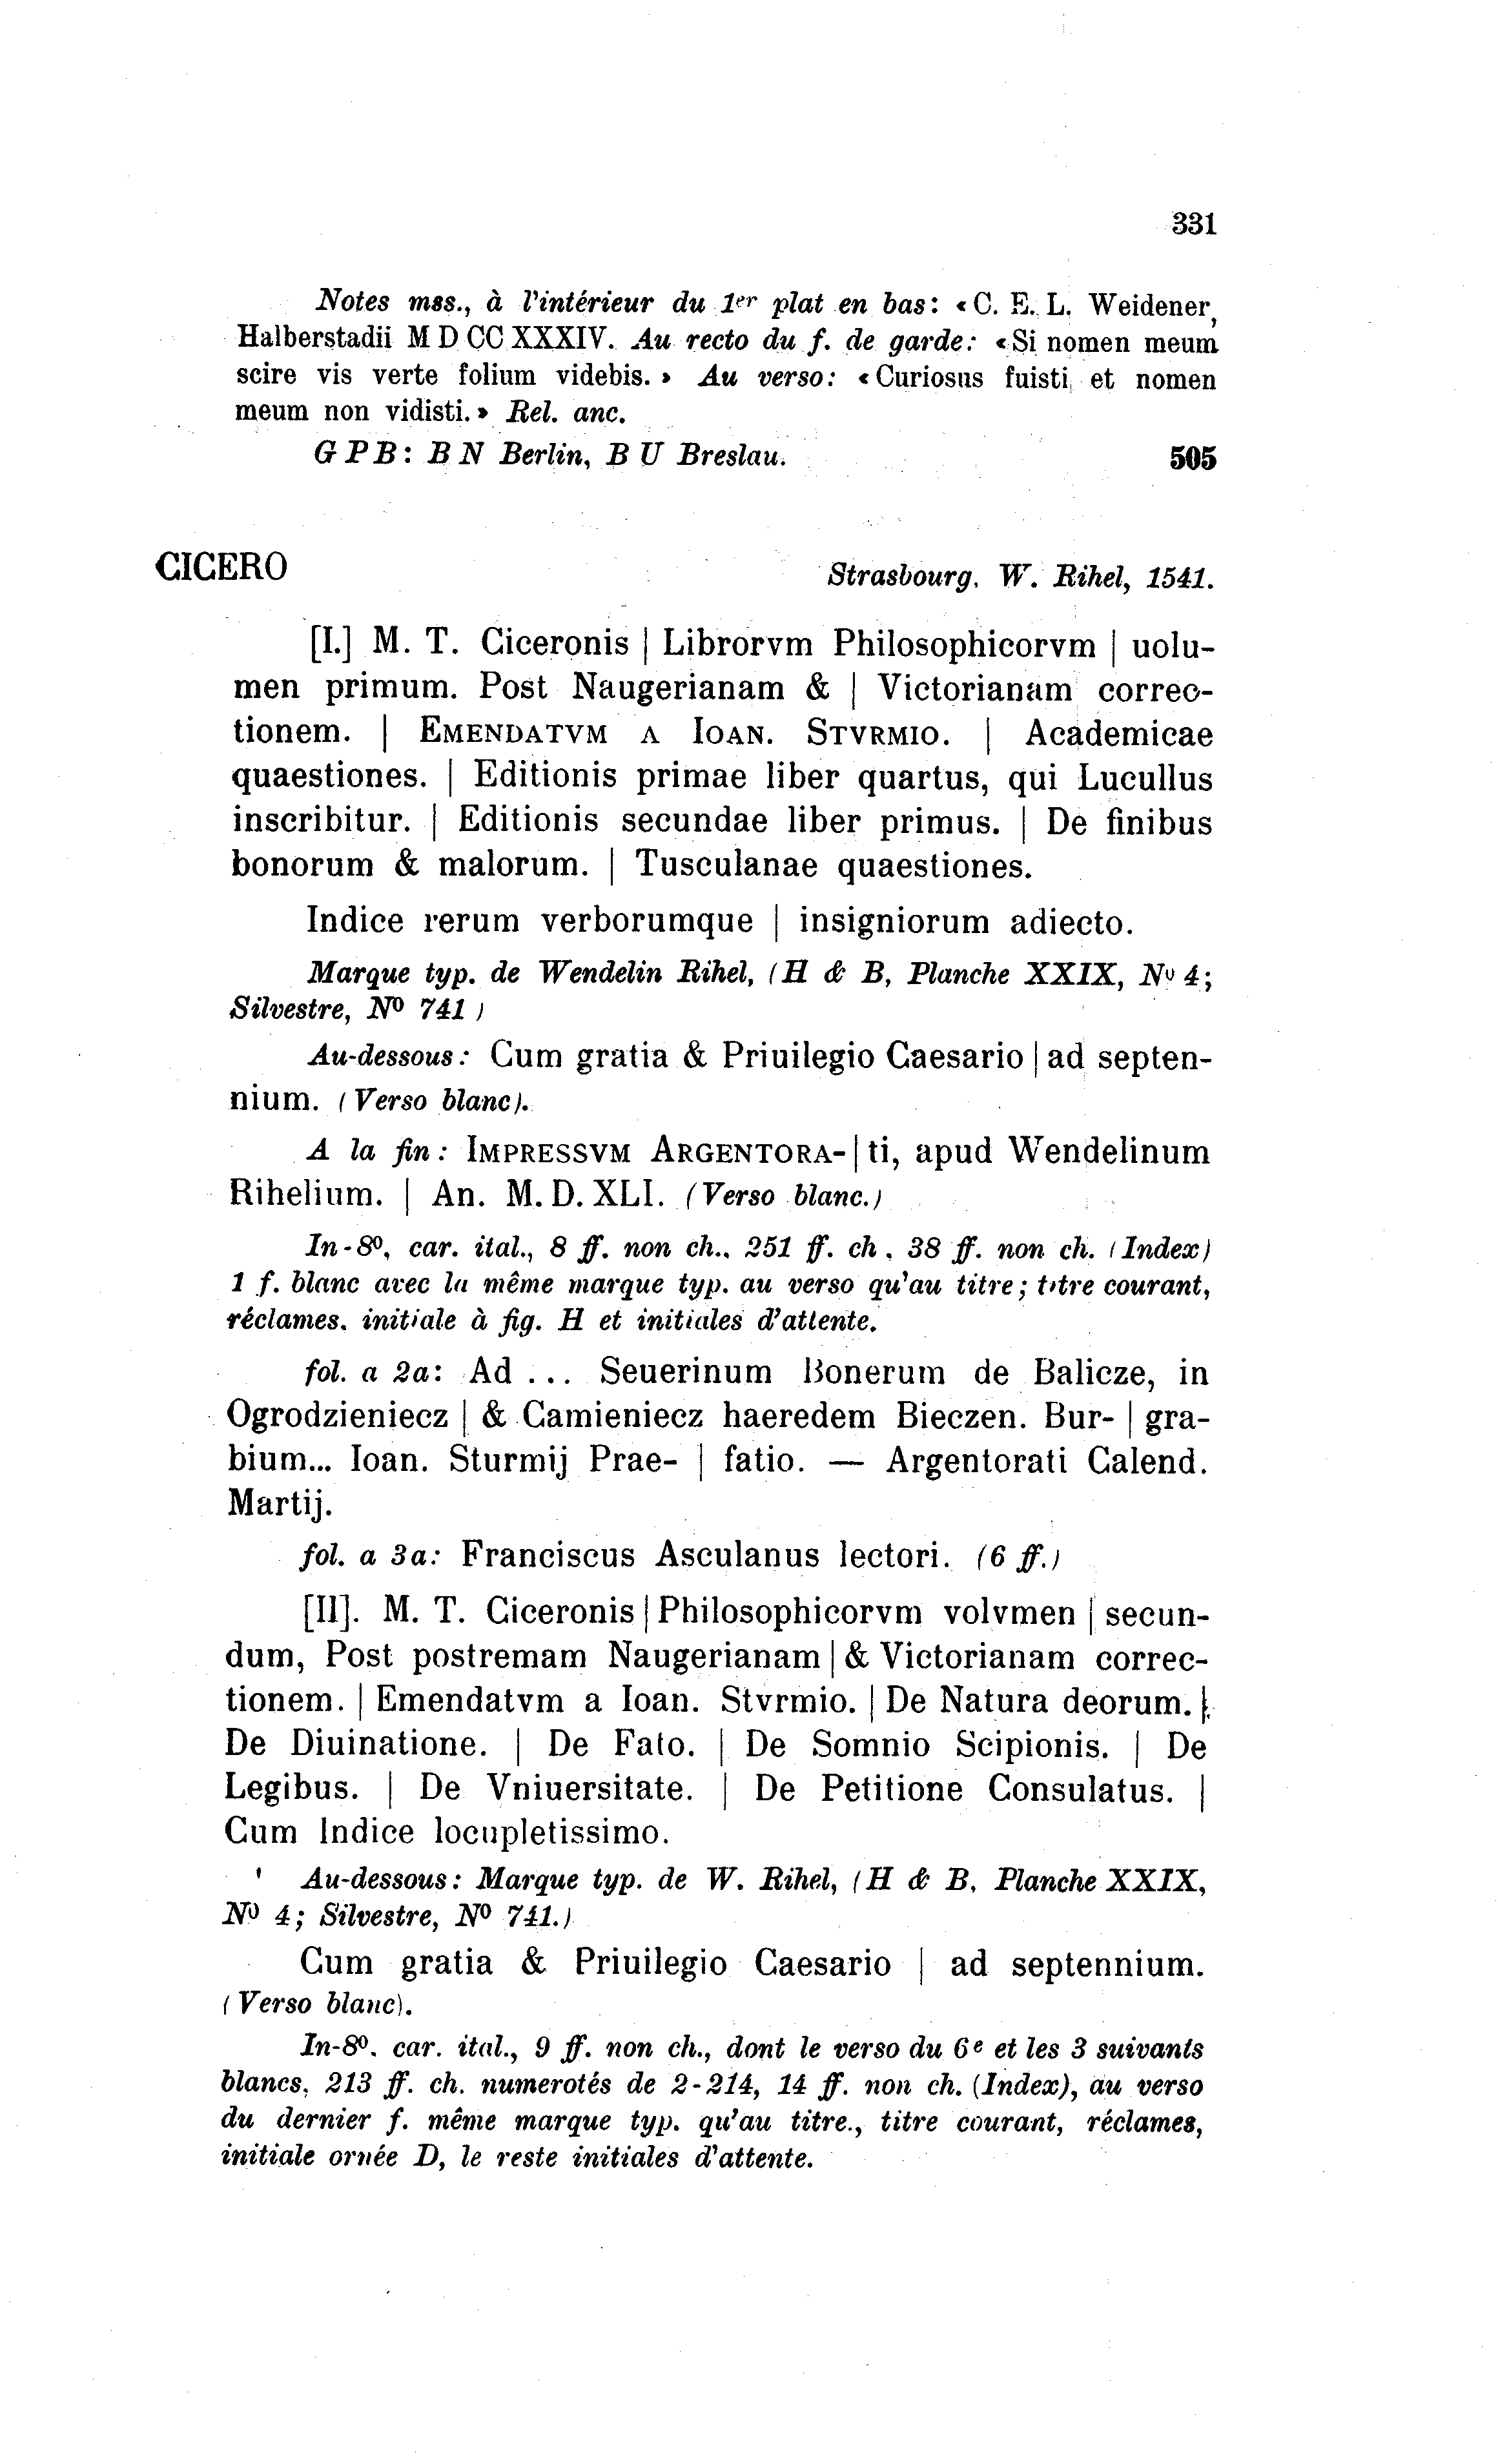 331
Notes mss., à l'intérieur du 1er plat en bas: «C. E. L. Weidener,
Halberstadii M D CC XXXIV. Au recto du f. de garde: «Si nomen meum
scire vis verte folium videbis.» Au verso: «Curiosus fuisti et nomen
meum non vidisti.» Rel. anc.
G P B: B N Berlin, B U Breslau. 505
CICERO Strasbourg. W. Rihel, 1541.
[I.] M. T. Ciceronis | Librorvm Philosophicorvm | uolu-
men primum. Post Naugerianam & | Victorianam correc-
tionem. | EMENDATVM A IOAN. STVRMIO. | Academicae
quaestiones. | Editionis primae liber quartus, qui Lucullus
inscribitur. | Editionis secundae liber primus. | De finibus
bonorum & malorum. | Tusculanae quaestiones.
Indice rerum verborumque | insigniorum adiecto.
Marque typ. de Wendelin Rihel, (H & B, Planche XXIX, No 4;
Silvestre, No 741)
Au-dessous: Cum gratia & Priuilegio Caesario | ad septen-
nium. (Verso blanc).
A la fin: IMPRESSVM ARGENTORA- | ti, apud Wendelinum
Rihelium. | An. M. D. XLI. (Verso blanc.)
In-8o, car. ital., 8 ff. non ch., 251 ff. ch. 38 ff. non ch. (Index)
1 f. blanc avec la même marque typ. au verso qu'au titre; titre courant,
réclames. initiale à fig. H et initiales d'attente.
fol. a 2a: Ad ... Seuerinum Bonerum de Balicze, in
Ogrodzieniecz | & Camieniecz haeredem Bieczen. Bur- | gra-
bium... Ioan. Sturmij Prae- | fatio. — Argentorati Calend.
Martij.
fol. a 3a: Franciscus Asculanus lectori. (6 ff.)
[II]. M. T. Ciceronis | Philosophicorvm volvmen | secun-
dum, Post postremam Naugerianam | & Victorianam correc-
tionem. | Emendatvm a Ioan. Stvrmio. | De Natura deorum. |
De Diuinatione. | De Fato. | De Somnio Scipionis. | De
Legibus. | De Vniuersitate. | De Petitione Consulatus. |
Cum Indice locupletissimo.
Au-dessous: Marque typ. de W. Rihel, (H & B, Planche XXIX,
No 4; Silvestre, No 741.)
Cum gratia & Priuilegio Caesario | ad septennium.
(Verso blanc).
In-8o. car. ital., 9 ff. non ch., dont le verso du 6e et les 3 suivants
blancs, 213 ff. ch. numerotés de 2-214, 14 ff. non ch. (Index), au verso
du dernier f. même marque typ. qu'au titre., titre courant, réclames,
initiale ornée D, le reste initiales d'attente.